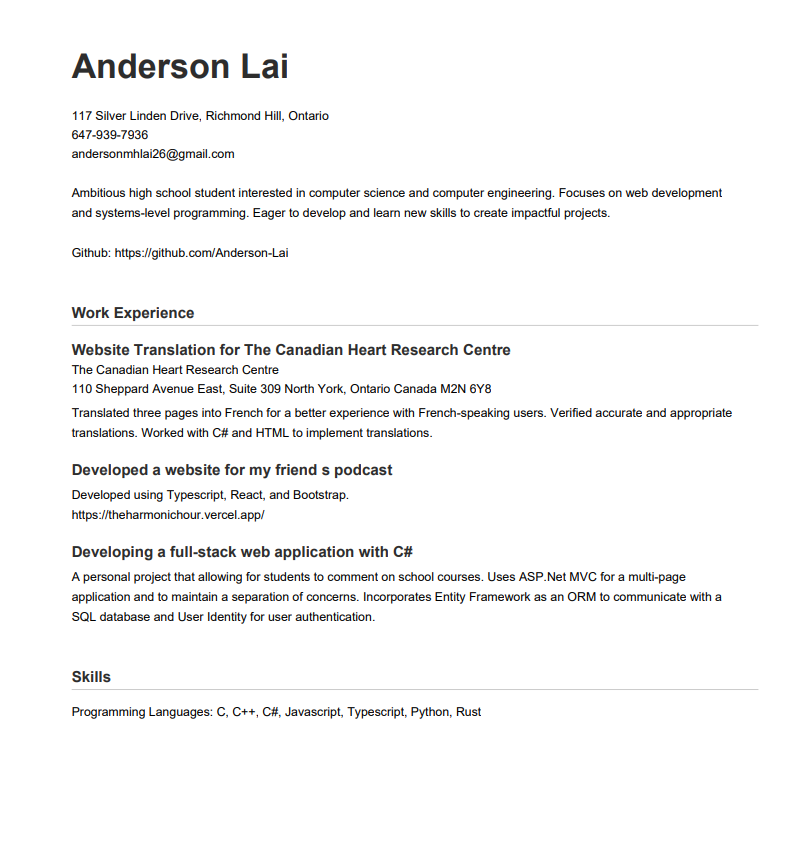 Anderson Lai
117 Silver Linden Drive, Richmond Hill, Ontario
647-939-7936
andersonmhlai26@gmail.com
Ambitious high school student interested in computer science and computer engineering. Focuses on web development
and systems-level programming. Eager to develop and learn new skills to create impactful projects.
Github: https://github.com/Anderson-Lai
Work Experience
Website Translation for The Canadian Heart Research Centre
The Canadian Heart Research Centre
110 Sheppard Avenue East, Suite 309 North York, Ontario Canada M2N 6Y8
Translated three pages into French for a better experience with French-speaking users. Verified accurate and appropriate
translations. Worked with C# and HTML to implement translations.
Developed a website for my friend s podcast
Developed using Typescript, React, and Bootstrap.
https://theharmonichour.vercel.app/
Developing a full-stack web application with C#
A personal project that allowing for students to comment on school courses. Uses ASP.Net MVC for a multi-page
application and to maintain a separation of concerns. Incorporates Entity Framework as an ORM to communicate with a
SQL database and User Identity for user authentication.
Skills
Programming Languages: C, C++, C#, Javascript, Typescript, Python, Rust